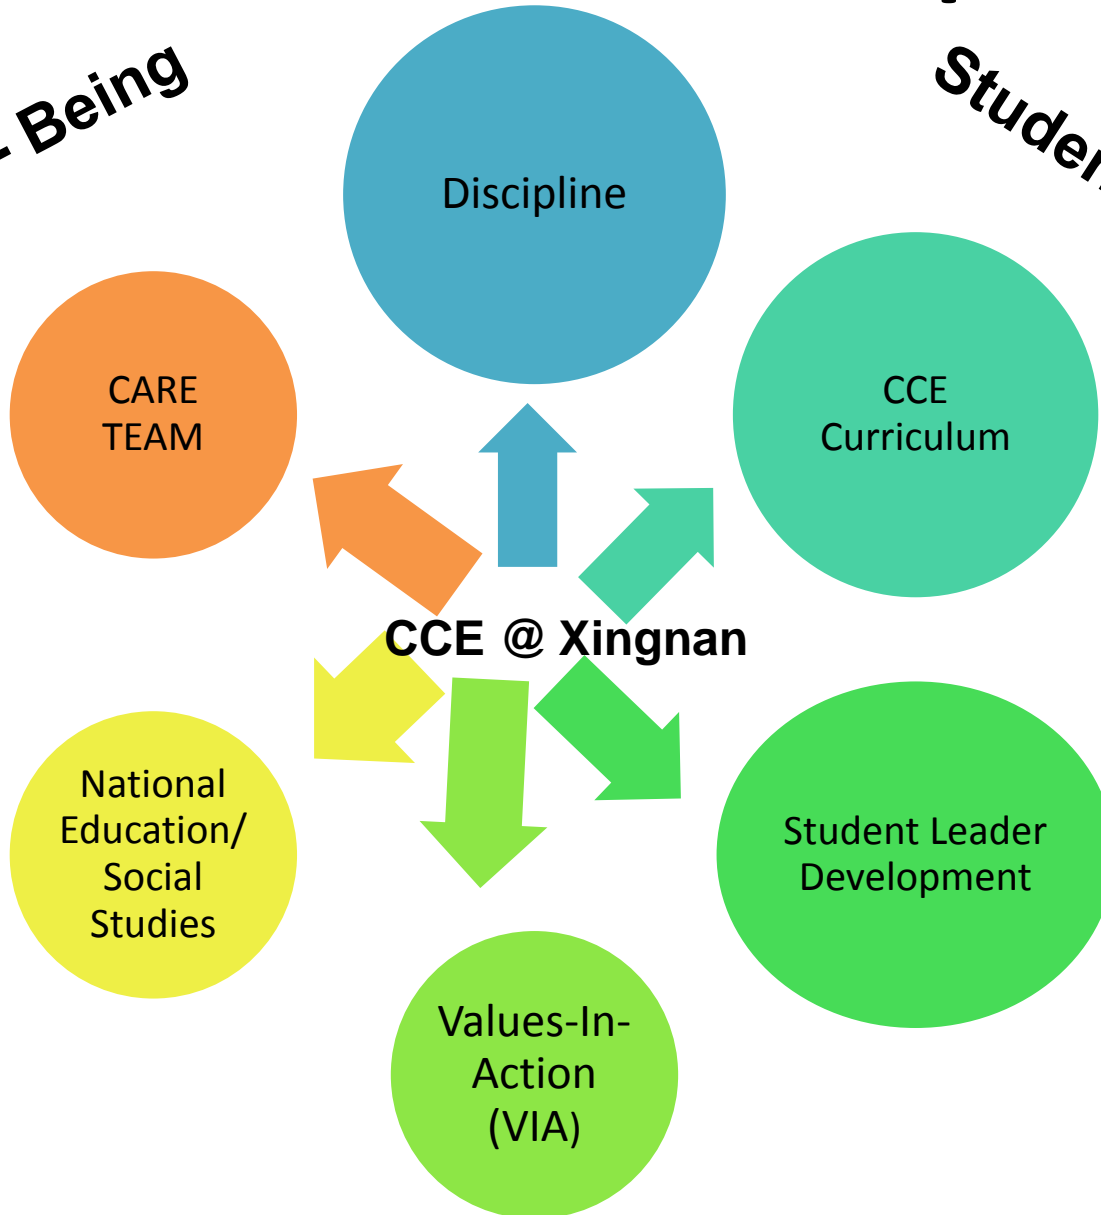 - Being
Studen
Discipline
CARE
TEAM
CCE
Curriculum
CCE @ Xingnan
National
Education/
Social
Studies
Student Leader
Development
Values-In-
Action
(VIA)